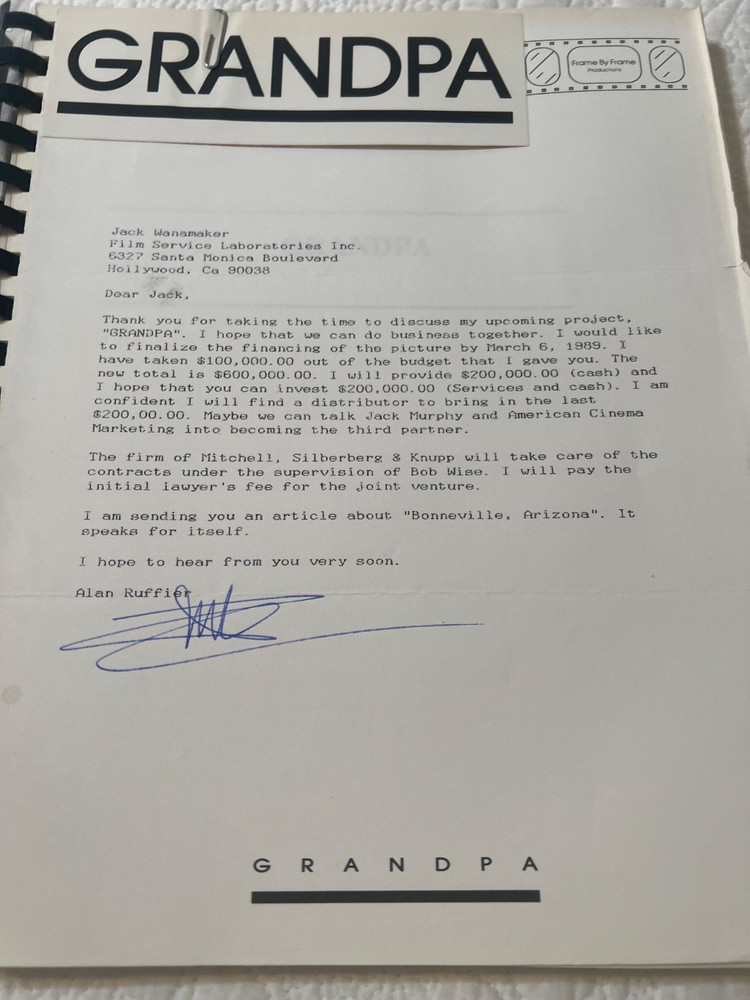 GRANDPA
Frame By Frame
Productions
GRANDPA
Jack Wanamaker
Film Service Laboratories Inc.
6327 Santa Monica Boulevard
Hollywood, Ca 90038
Dear Jack,
Thank you for taking the time to discuss my upcoming project,
"GRANDPA". I hope that we can do business together. I would like
to finalize the financing of the picture by March 6, 1989. I
have taken $100,000.00 out of the budget that I gave you. The
new total is $600,000.00. I will provide $200,000.00 (cash) and
I hope that you can invest $200,000.00 (Services and cash). I am
confident I will find a distributor to bring in the last
$200,00.00. Maybe we can talk Jack Murphy and American Cinema
Marketing into becoming the third partner.
The firm of Mitchell, Silberberg & Knupp will take care of the
contracts under the supervision of Bob Wise. I will pay the
initial lawyer's fee for the joint venture.
I am sending you an article about "Bonneville, Arizona". It
speaks for itself.
I hope to hear from you very soon.
Alan Ruffier
GRANDPA